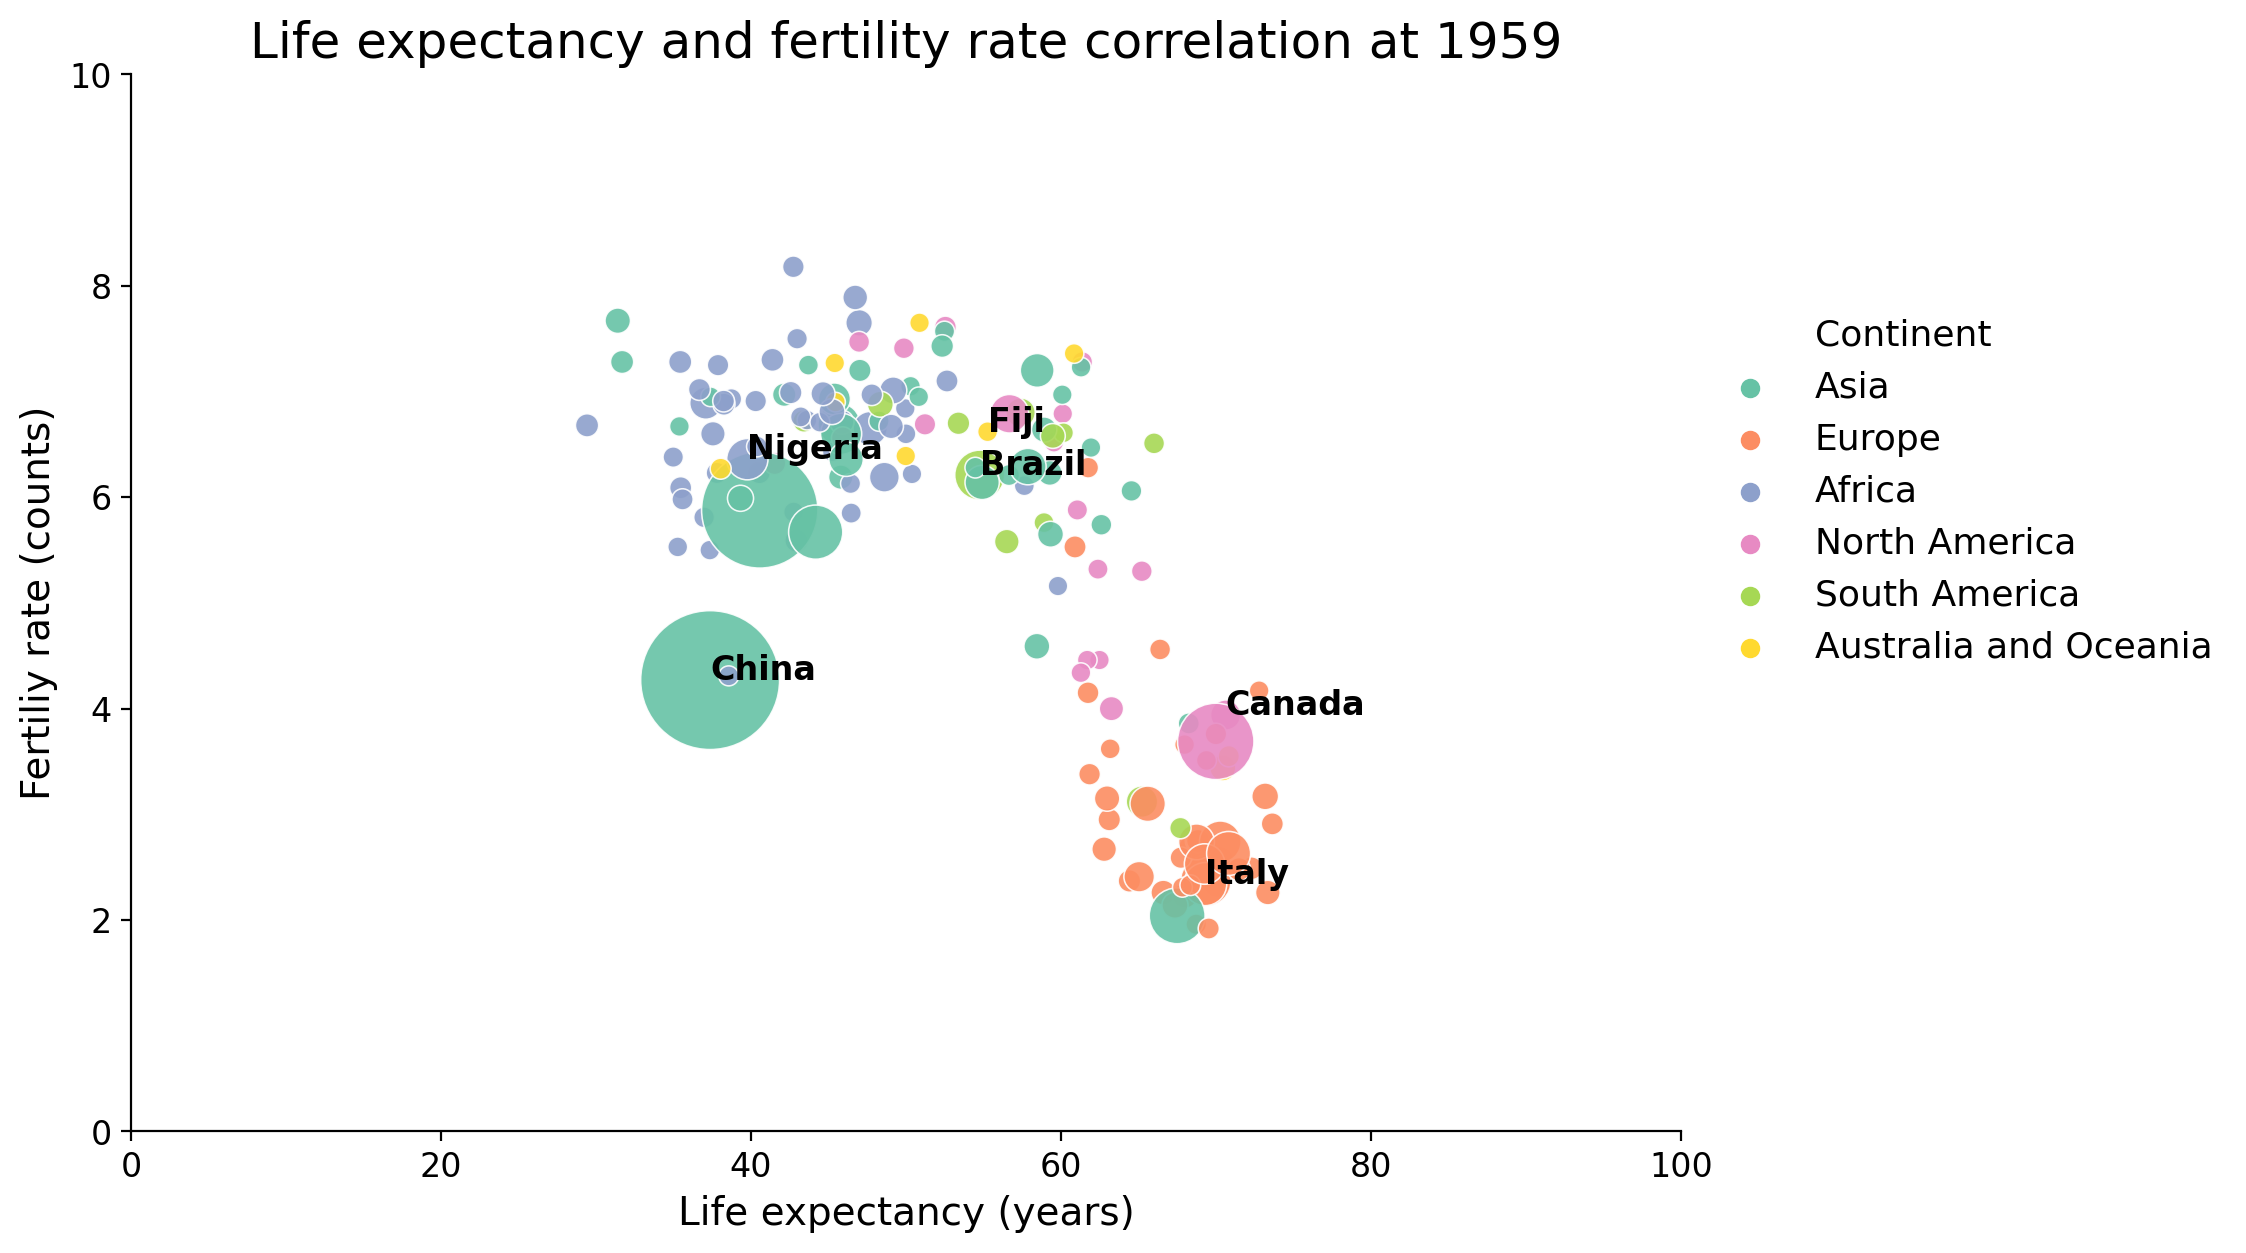 Life expectancy and fertility rate correlation at 1959
10
8
6
4
2
0
Fertiliy rate (counts)
0 20 40 60 80 100
Life expectancy (years)
Fiji
Nigeria
Brazil
China
Canada
Italy
Continent
Asia
Europe
Africa
North America
South America
Australia and Oceania